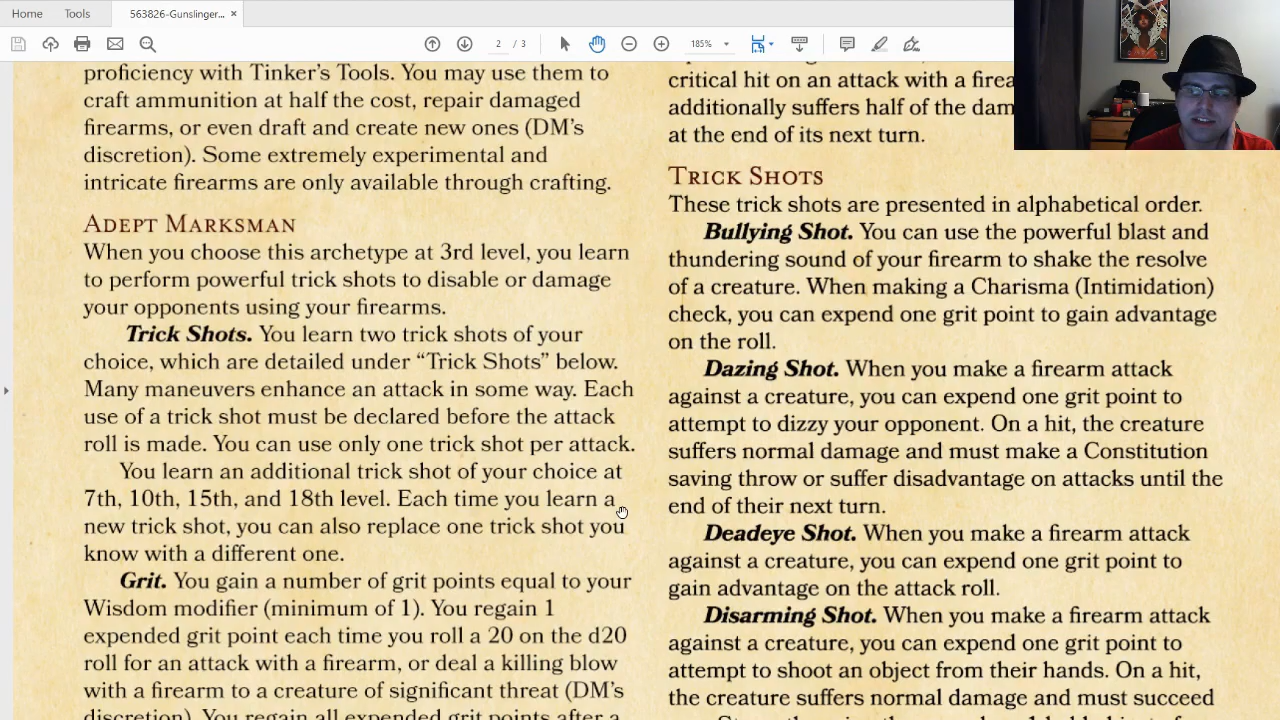 Home
Tools
563826-Gunslinger...
2 / 3
185%
proficiency with Tinker's Tools. You may use them to
craft ammunition at half the cost, repair damaged
firearms, or even draft and create new ones (DM's
discretion). Some extremely experimental and
intricate firearms are only available through crafting.
ADEPT MARKSMAN
When you choose this archetype at 3rd level, you learn
to perform powerful trick shots to disable or damage
your opponents using your firearms.
Trick Shots. You learn two trick shots of your
choice, which are detailed under “Trick Shots” below.
Many maneuvers enhance an attack in some way. Each
use of a trick shot must be declared before the attack
roll is made. You can use only one trick shot per attack.
You learn an additional trick shot of your choice at
7th, 10th, 15th, and 18th level. Each time you learn a
new trick shot, you can also replace one trick shot you
know with a different one.
Grit. You gain a number of grit points equal to your
Wisdom modifier (minimum of 1). You regain 1
expended grit point each time you roll a 20 on the d20
roll for an attack with a firearm, or deal a killing blow
with a firearm to a creature of significant threat (DM's
discretion). You regain all expended grit points after a
critical hit on an attack with a firea
additionally suffers half of the dam
at the end of its next turn.
TRICK SHOTS
These trick shots are presented in alphabetical order.
Bullying Shot. You can use the powerful blast and
thundering sound of your firearm to shake the resolve
of a creature. When making a Charisma (Intimidation)
check, you can expend one grit point to gain advantage
on the roll.
Dazing Shot. When you make a firearm attack
against a creature, you can expend one grit point to
attempt to dizzy your opponent. On a hit, the creature
suffers normal damage and must make a Constitution
saving throw or suffer disadvantage on attacks until the
end of their next turn.
Deadeye Shot. When you make a firearm attack
against a creature, you can expend one grit point to
gain advantage on the attack roll.
Disarming Shot. When you make a firearm attack
against a creature, you can expend one grit point to
attempt to shoot an object from their hands. On a hit,
the creature suffers normal damage and must succeed